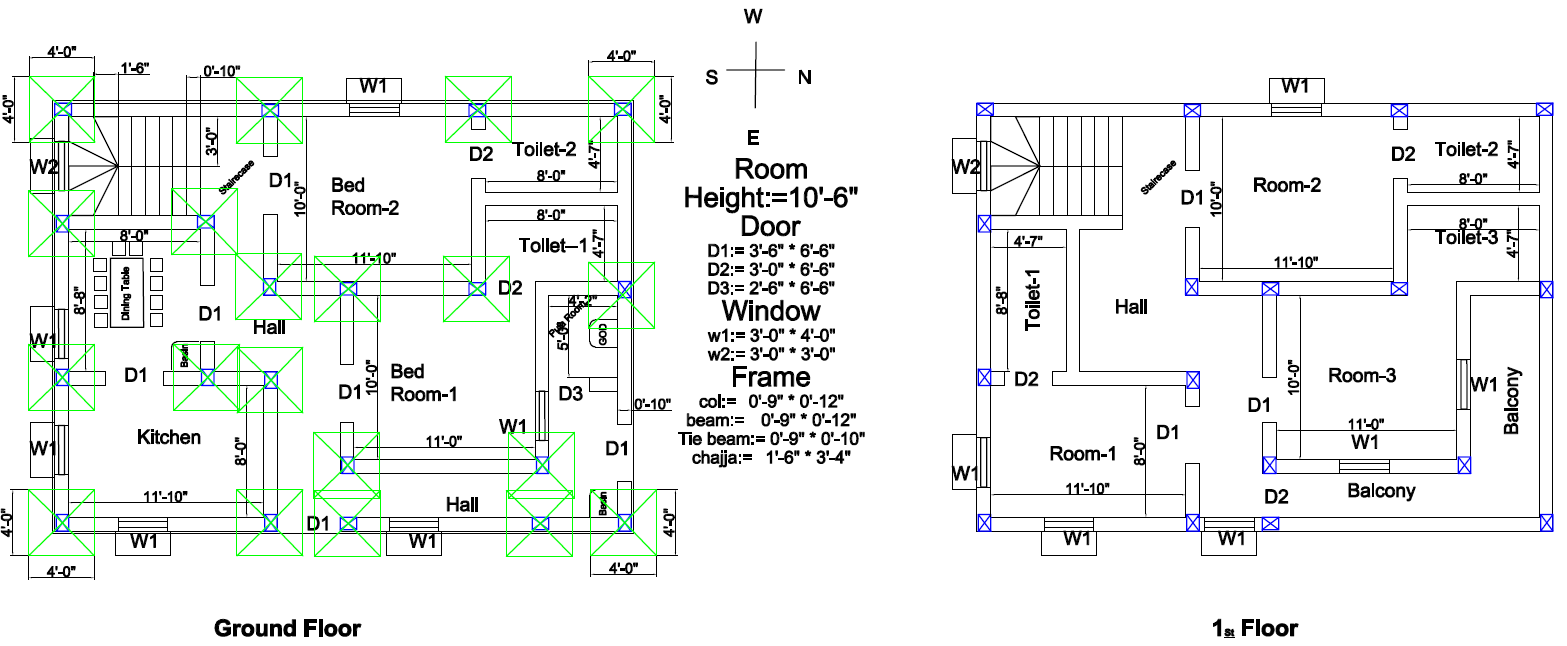 4'-0"
1'-6"
0'-10"
W1
4'-0"
4'-0"
4'-0"
W2
3'-0"
Staircase
D1
10'-0"
Bed
Room-2
D2
Toilet-2
4'-7"
8'-0"
8'-0"
8'-0"
Toilet-1
4'-7"
11'-10"
D2
8'-8"
Dining Table
D1
Hall
5'-0"
GOD
W1
Basin
D1
D1
10'-0"
Bed
Room-1
D3
W1
0'-10"
W1
Kitchen
8'-0"
11'-0"
D1
11'-10"
Hall
Basin
4'-0"
D1
4'-0"
W1
W1
4'-0"
4'-0"
Ground Floor
W
S
N
E
Room
Height:=10'-6"
Door
D1:= 3'-6" * 6'-6"
D2:= 3'-0" * 6'-6"
D3:= 2'-6" * 6'-6"
Window
w1:= 3'-0" * 4'-0"
w2:= 3'-0" * 3'-0"
Frame
col:= 0'-9" * 0'-12"
beam:= 0'-9" * 0'-12"
Tie beam:= 0'-9" * 0'-10"
chajja:= 1'-6" * 3'-4"
W1
W2
Staircase
D1
10'-0"
Room-2
D2
Toilet-2
4'-7"
8'-0"
8'-0"
Toilet-3
4'-7"
4'-7"
11'-10"
8'-8"
Toilet-1
Hall
D2
10'-0"
Room-3
W1
Balcony
D1
D1
11'-0"
W1
Room-1
8'-0"
W1
11'-10"
D2
Balcony
W1
W1
1st Floor